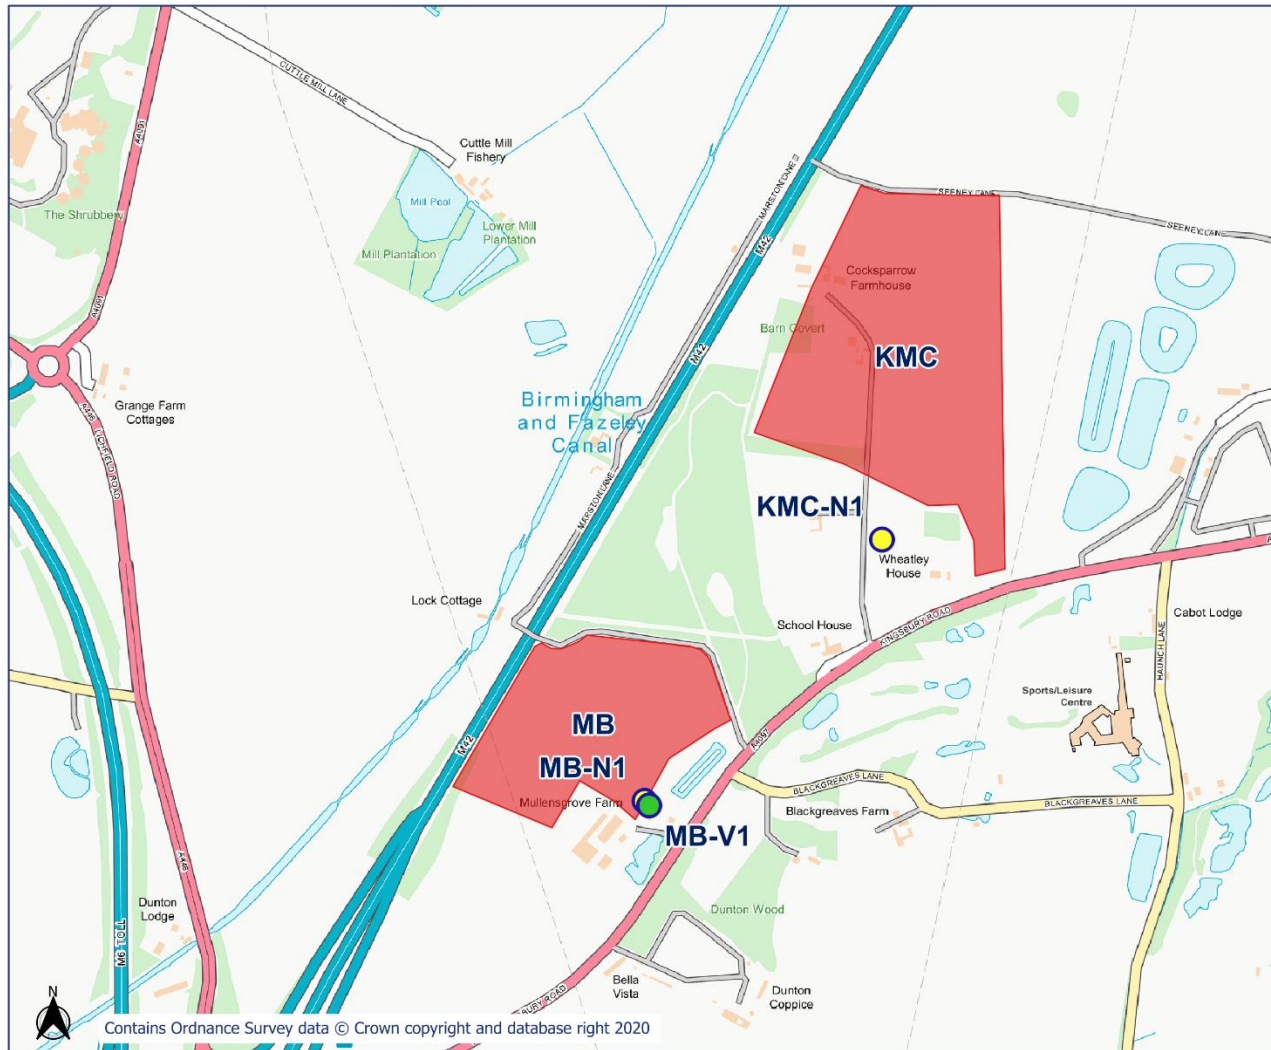 CUTTLE MILL LANE
A4091
Cuttle Mill
Fishery
MARSTON LANE
SEENEY LANE
SEENEY LANE
The Shrubbery
Mill Pool
Lower Mill
Plantation
Mill Plantation
M42
Cocksparrow
Farmhouse
A4091
Barn Covert
M42
KMC
Grange Farm
Cottages
A446
LICHFIELD ROAD
Birmingham
and Fazeley
Canal
MARSTON LANE
KMC-N1
Wheatley
House
Lock Cottage
School House
KINGSBURY ROAD
Cabot Lodge
HAUNCH LANE
Sports/Leisure
Centre
MB
M42
A4097
MB-N1
Mullensgrove Farm
BLACKGREAVES LANE
BLACKGREAVES LANE
Blackgreaves Farm
MB-V1
A446
Dunton
Lodge
M6 TOLL
Dunton Wood
Bella
Vista
Dunton
Coppice
BURY ROAD
N
Contains Ordnance Survey data © Crown copyright and database right 2020